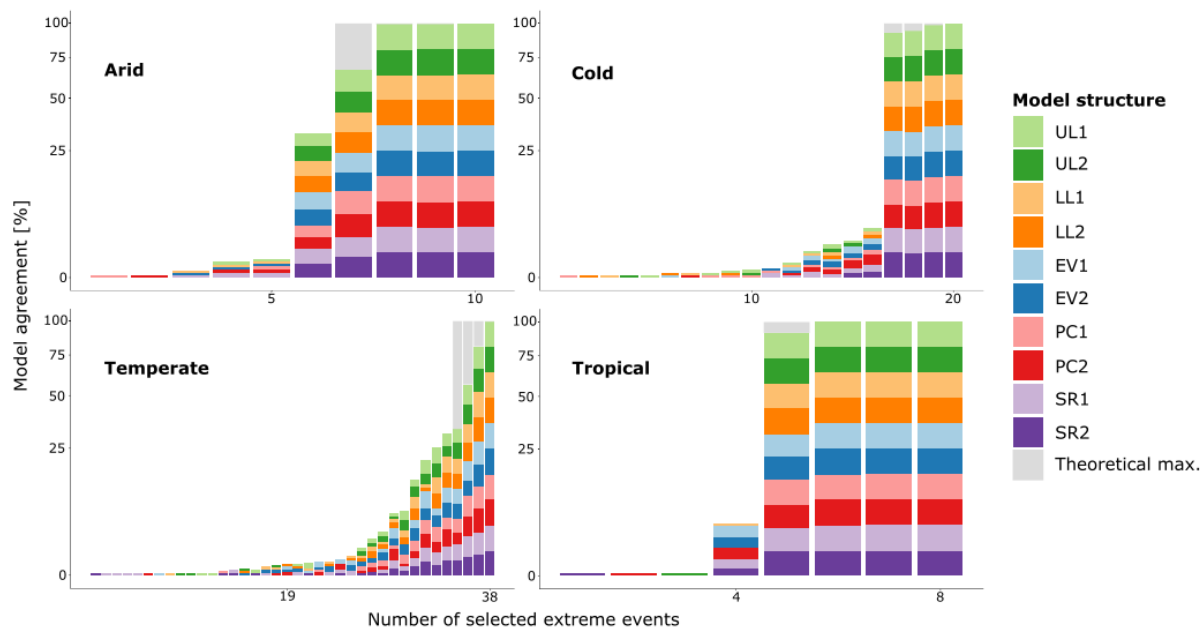 Model agreement [%]
100
75
50
25
0
Arid
5
10
100
75
50
25
0
Cold
10
20
100
75
50
25
0
Temperate
19
38
100
75
50
25
0
Tropical
4
8
Number of selected extreme events
Model structure
UL1
UL2
LL1
LL2
EV1
EV2
PC1
PC2
SR1
SR2
Theoretical max.